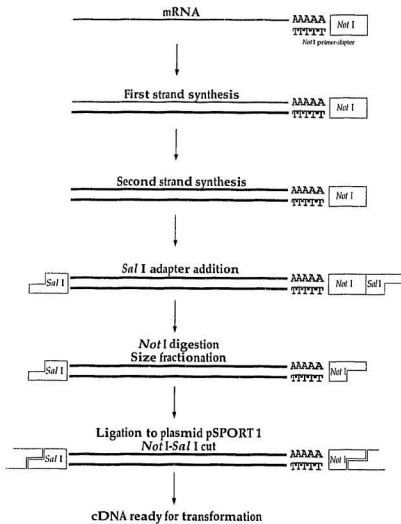 mRNA
AAAAA
Not I
TTTTT
Not I primer-adapter
First strand synthesis
AAAAA
TTTTT
Not I
Second strand synthesis
AAAAA
TTTTT
Not I
Sal I adapter addition
Sal I
AAAAA
TTTTT
Not I
Sal I
Not I digestion
Size fractionation
Sal I
AAAAA
TTTTT
Not I
Ligation to plasmid pSPORT 1
Not I-Sal I cut
Sal I
AAAAA
TTTTT
Not I
cDNA ready for transformation